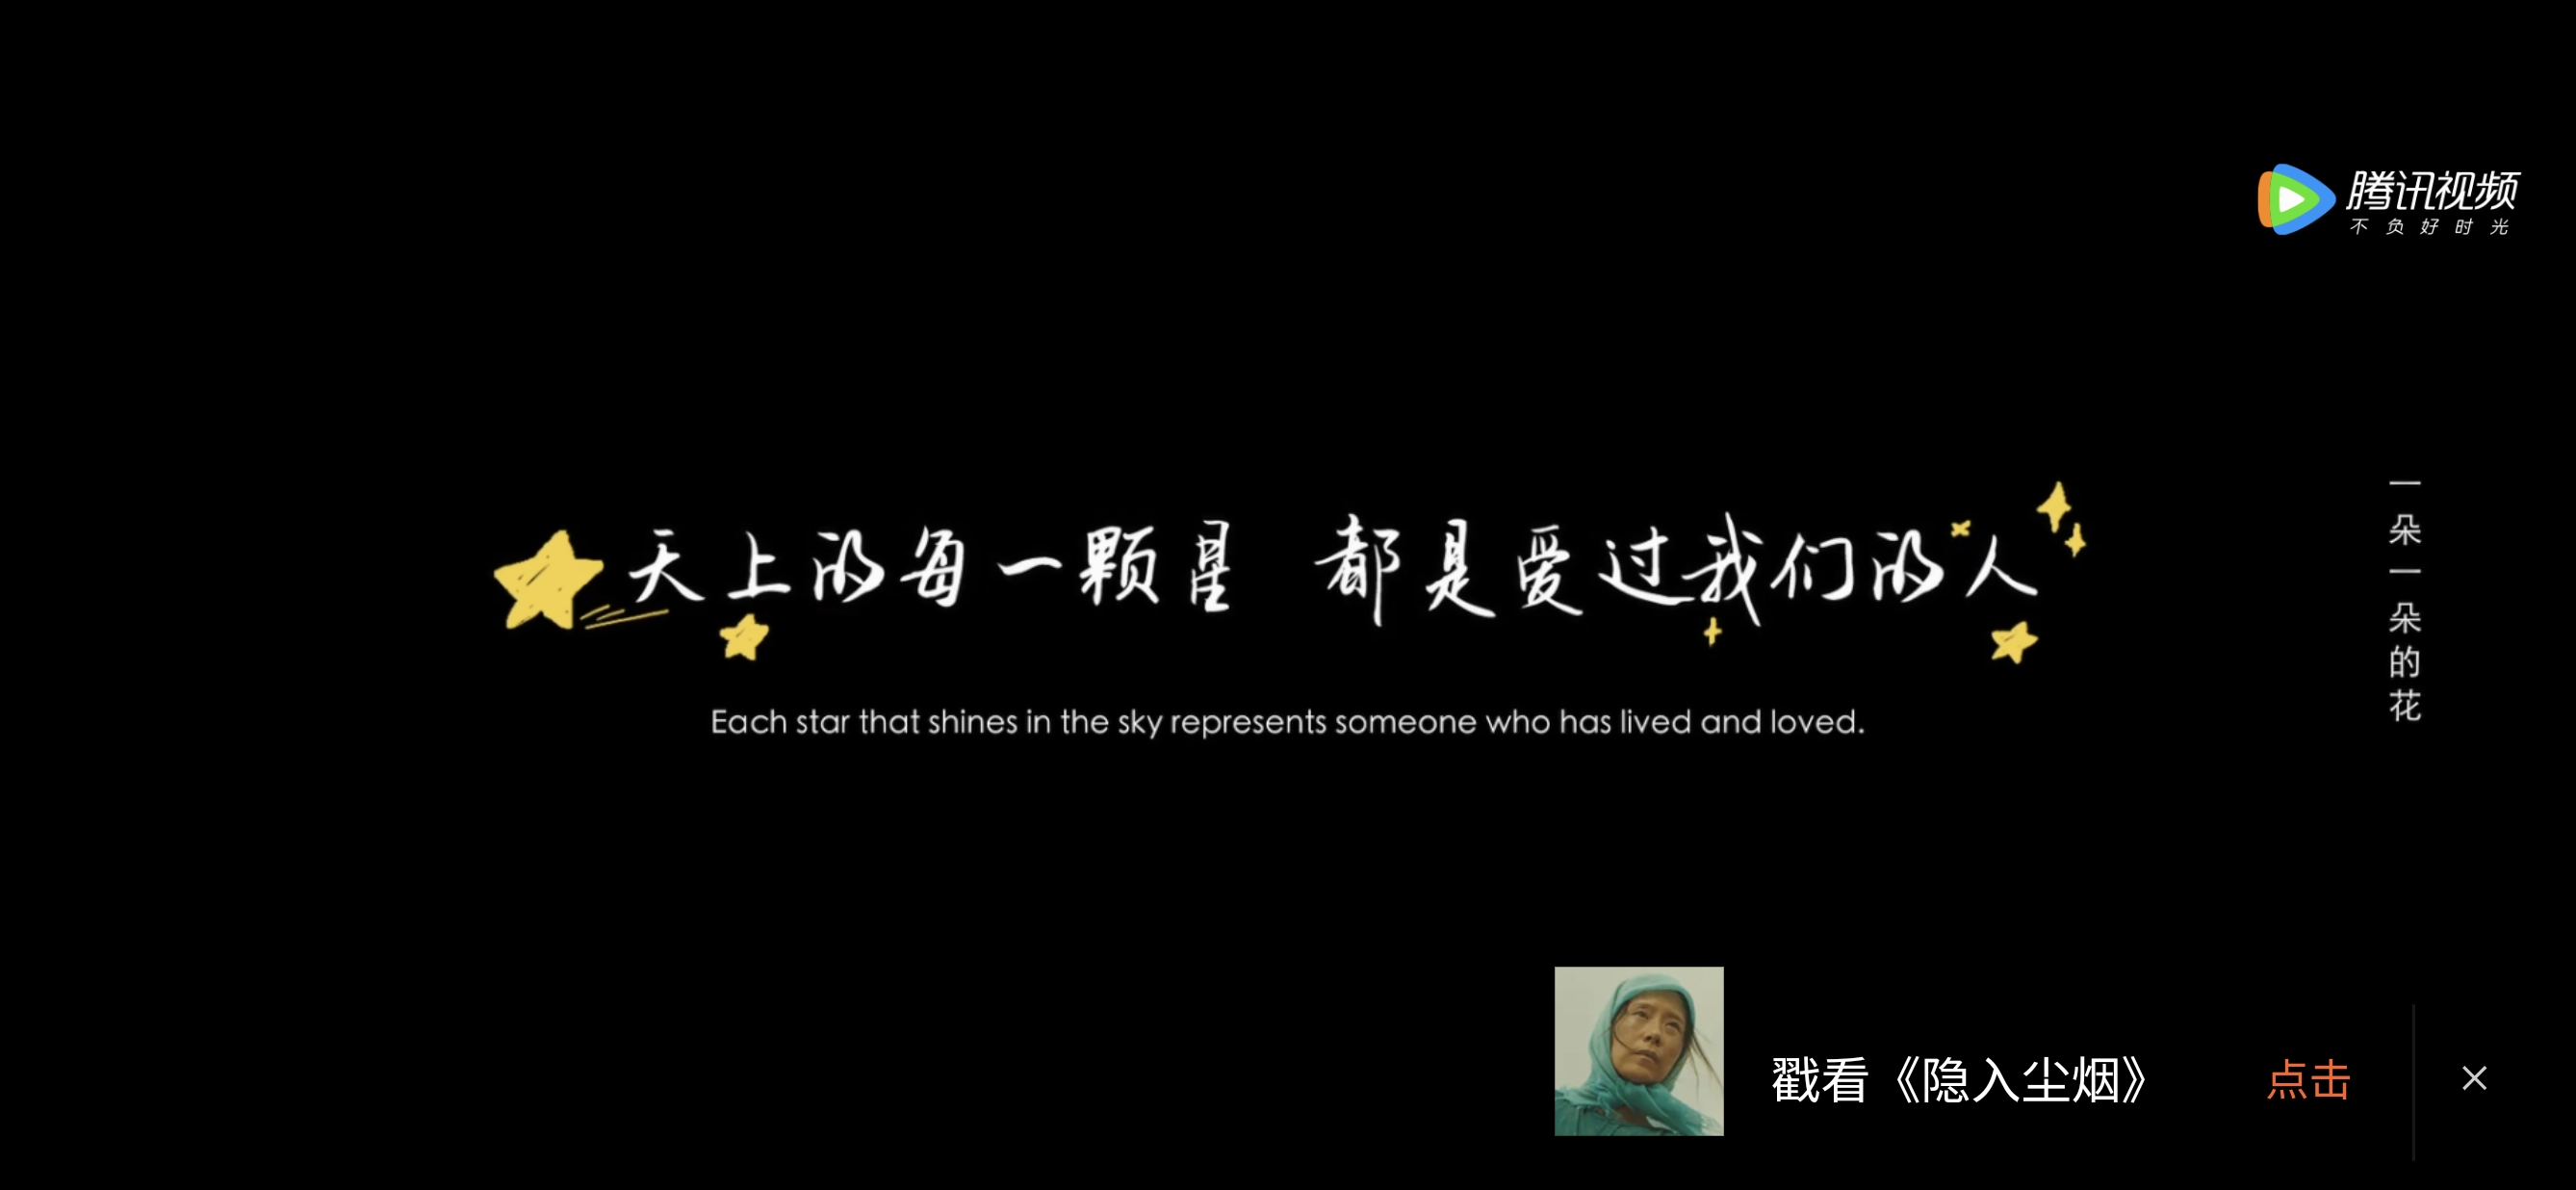 腾讯视频
不负好时光
天上的每一颗星 都是爱过我们的人
Each star that shines in the sky represents someone who has lived and loved.
一朵一朵的花
戳看《隐入尘烟》 点击